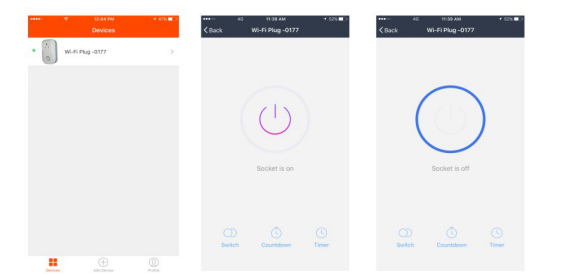 12:04 PM
47%
Devices
Wi-Fi Plug -0177
Devices
Add Device
Profile
4G
11:38 AM
52%
Back
Wi-Fi Plug -0177
Socket is on
Switch
Countdown
Timer
4G
11:39 AM
52%
Back
Wi-Fi Plug -0177
Socket is off
Switch
Countdown
Timer